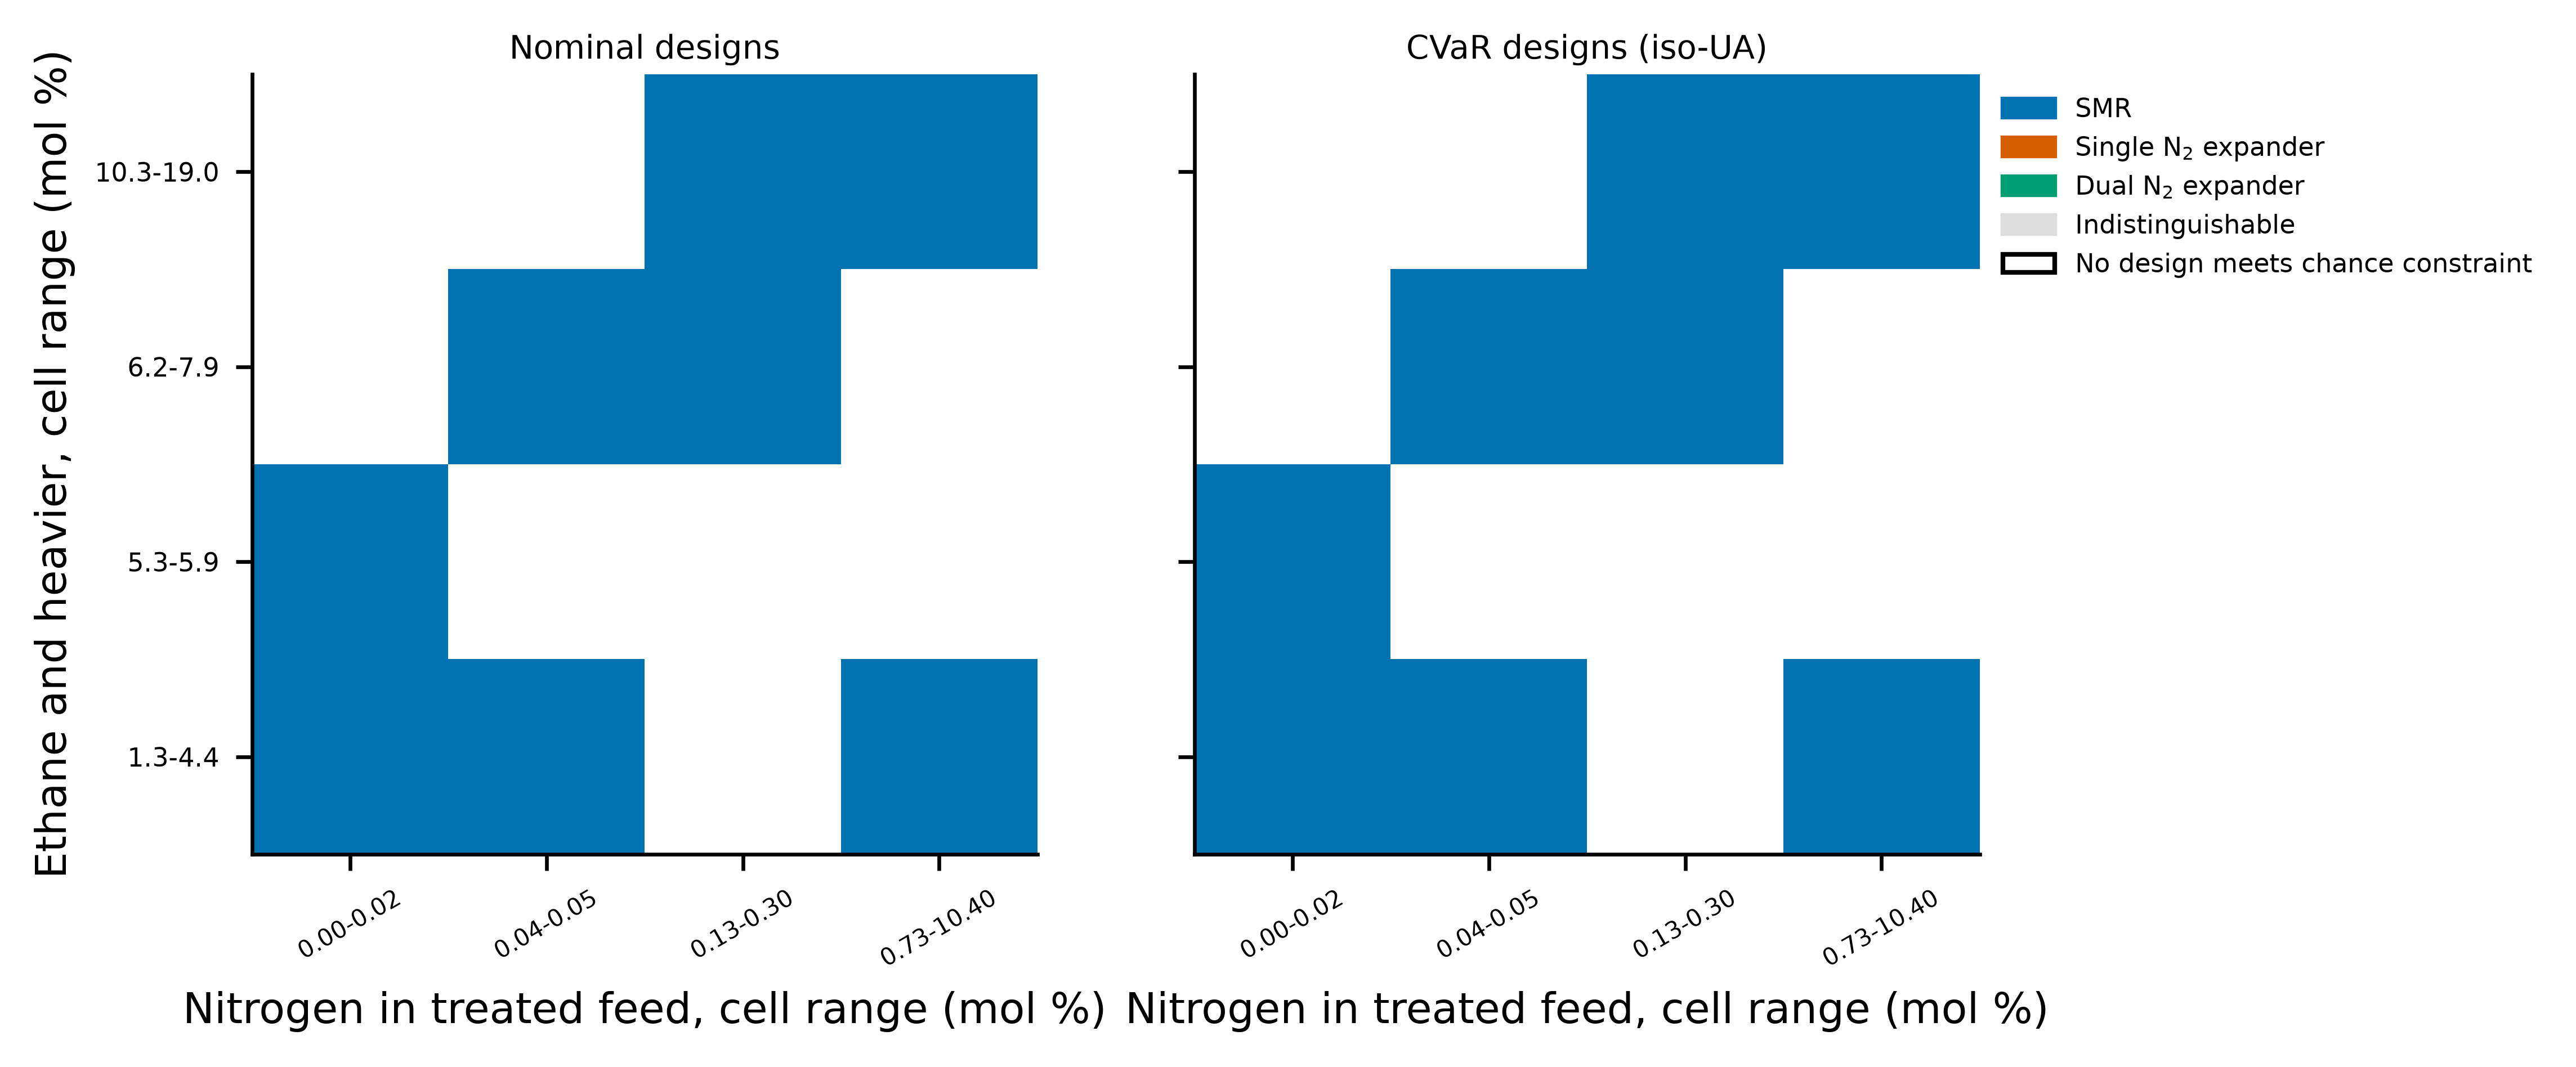 Nominal designs
CVaR designs (iso-UA)
Ethane and heavier, cell range (mol %)
10.3-19.0
6.2-7.9
5.3-5.9
1.3-4.4
0.00-0.02
0.04-0.05
0.13-0.30
0.73-10.40
Nitrogen in treated feed, cell range (mol %)
0.00-0.02
0.04-0.05
0.13-0.30
0.73-10.40
Nitrogen in treated feed, cell range (mol %)
SMR
Single N₂ expander
Dual N₂ expander
Indistinguishable
No design meets chance constraint